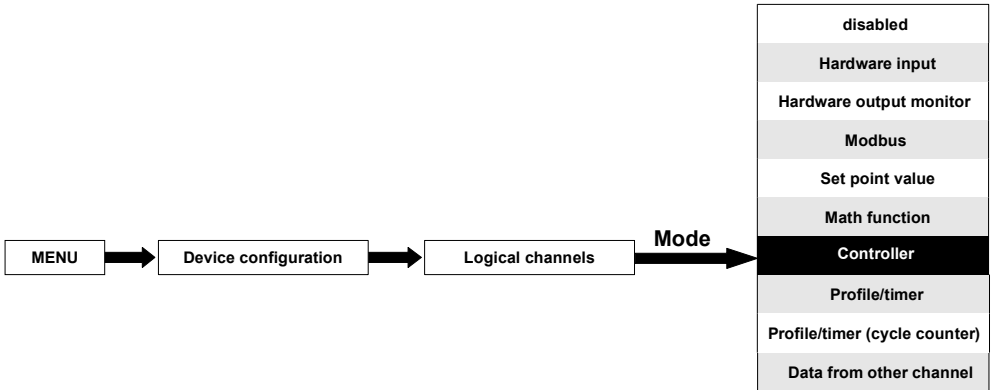 disabled
Hardware input
Hardware output monitor
Modbus
Set point value
Math function
MENU
Device configuration
Logical channels
Mode
Controller
Profile/timer
Profile/timer (cycle counter)
Data from other channel